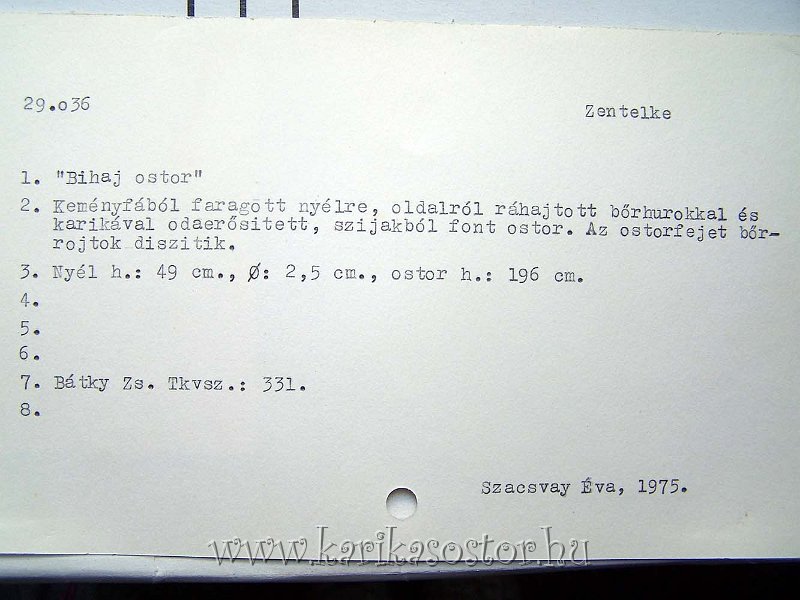 29.o36
Zentelke
1. "Bihaj ostor"
2. Keményfából faragott nyélre, oldalról ráhajtott bőrhurokkal és
karikával odaerősitett, szijakból font ostor. Az ostorfejet bőr-
rojtok diszitik.
3. Nyél h.: 49 cm., Ø: 2,5 cm., ostor h.: 196 cm.
4.
5.
6.
7. Bátky Zs. Tkvsz.: 331.
8.
Szacsvay Éva, 1975.
www.karikasostor.hu